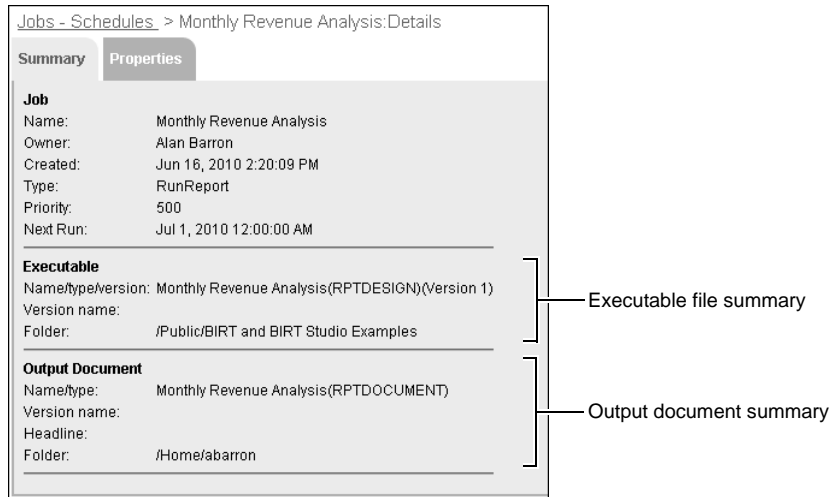 Jobs - Schedules > Monthly Revenue Analysis:Details
Summary Properties
Job
Name: Monthly Revenue Analysis
Owner: Alan Barron
Created: Jun 16, 2010 2:20:09 PM
Type: RunReport
Priority: 500
Next Run: Jul 1, 2010 12:00:00 AM
Executable
Name/type/version: Monthly Revenue Analysis(RPTDESIGN)(Version 1)
Version name:
Folder: /Public/BIRT and BIRT Studio Examples
Executable file summary
Output Document
Name/type: Monthly Revenue Analysis(RPTDOCUMENT)
Version name:
Headline:
Folder: /Home/abarron
Output document summary